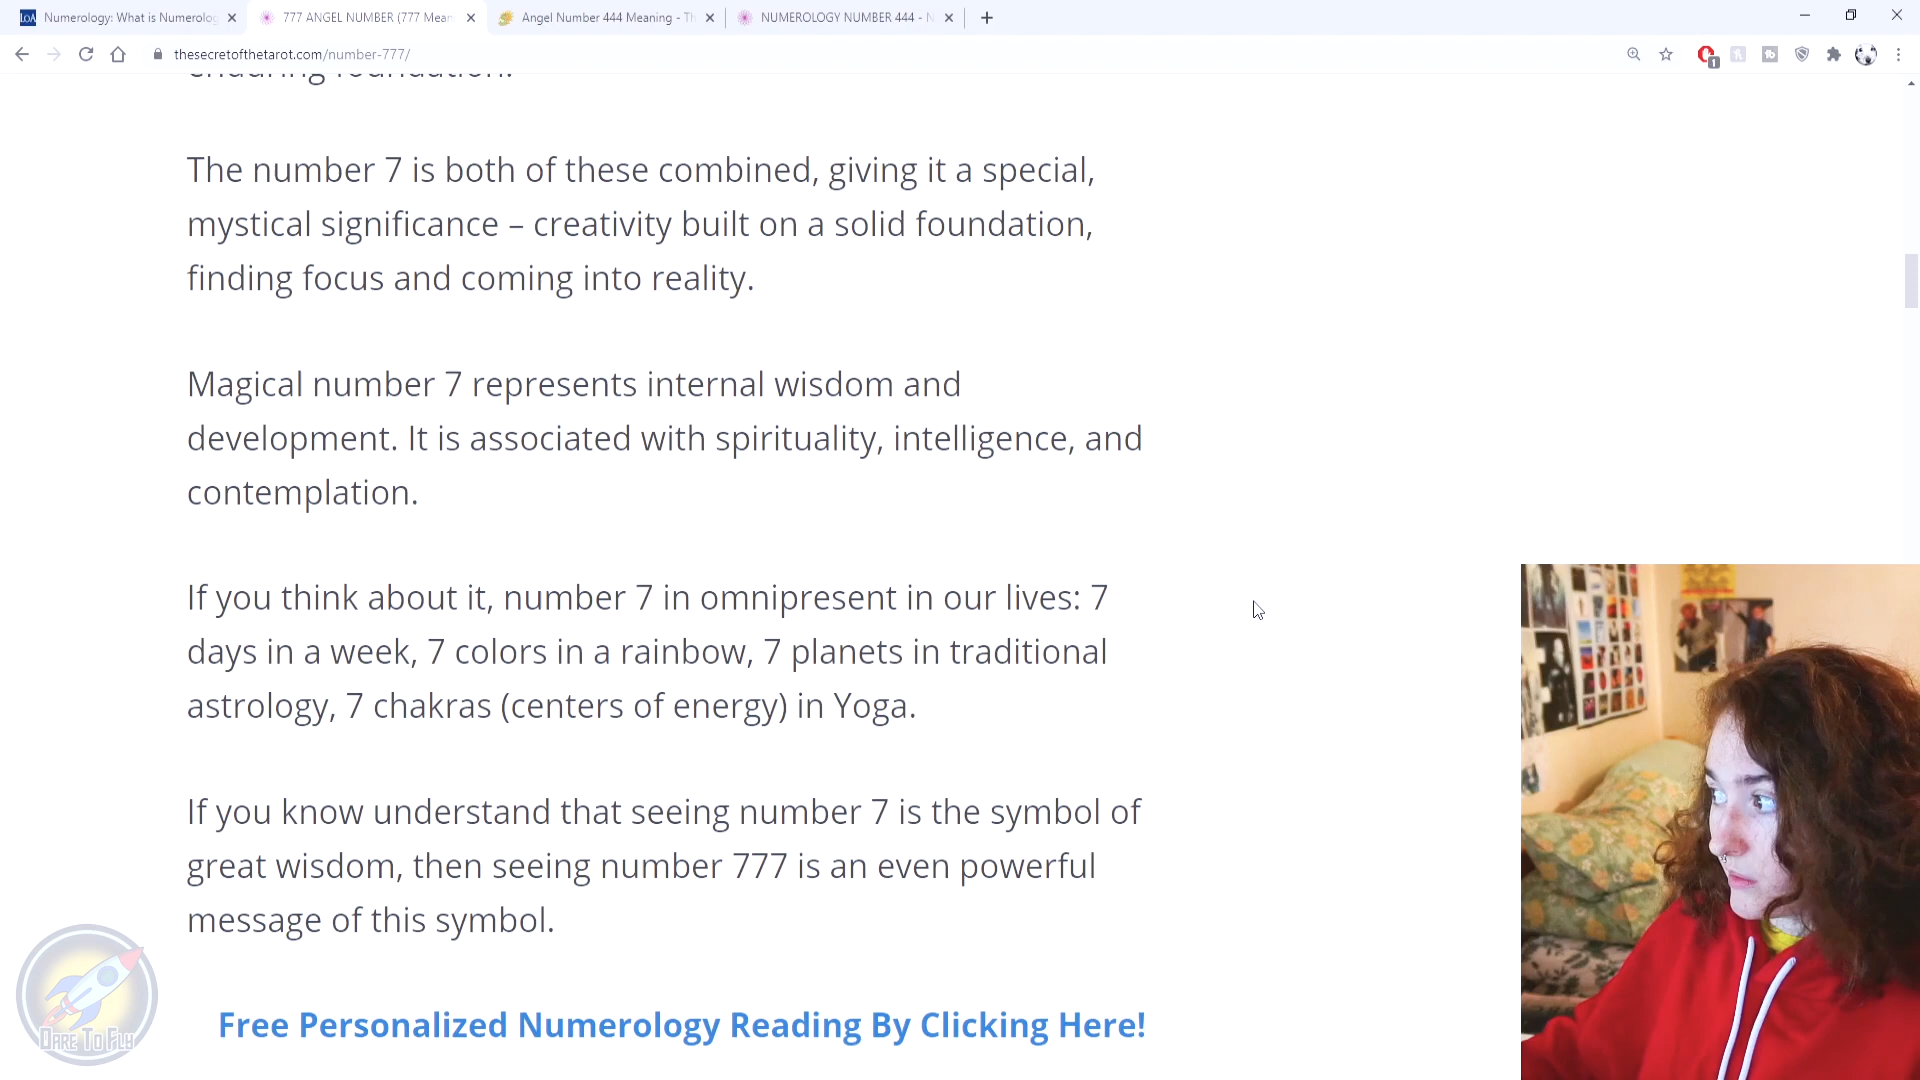 Numerology: What is Numerolog
777 ANGEL NUMBER (777 Mean
Angel Number 444 Meaning - Th
NUMEROLOGY NUMBER 444 - N
thesecretofthetarot.com/number-777/
enduring foundation.
The number 7 is both of these combined, giving it a special,
mystical significance – creativity built on a solid foundation,
finding focus and coming into reality.
Magical number 7 represents internal wisdom and
development. It is associated with spirituality, intelligence, and
contemplation.
If you think about it, number 7 in omnipresent in our lives: 7
days in a week, 7 colors in a rainbow, 7 planets in traditional
astrology, 7 chakras (centers of energy) in Yoga.
If you know understand that seeing number 7 is the symbol of
great wisdom, then seeing number 777 is an even powerful
message of this symbol.
Free Personalized Numerology Reading By Clicking Here!
LOA
1
DARE TO FLY